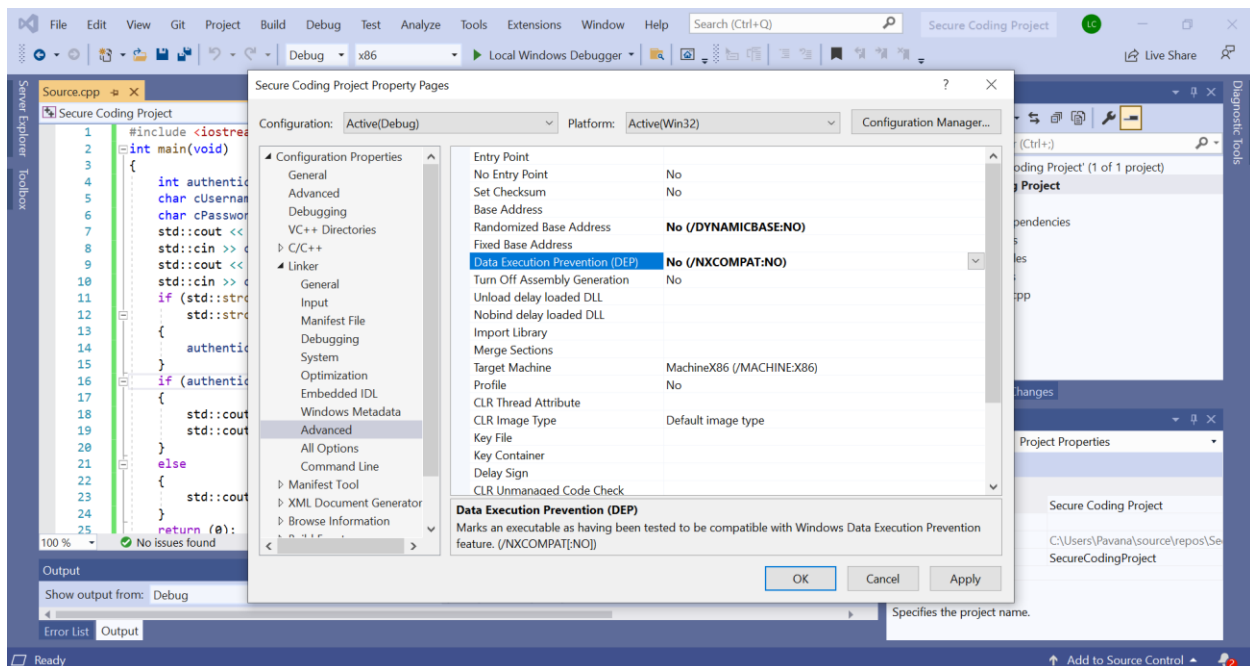 File Edit View Git Project Build Debug Test Analyze Tools Extensions Window Help Search (Ctrl+Q) Secure Coding Project LC
Debug x86 Local Windows Debugger Live Share
Server Explorer
Toolbox
Diagnostic Tools
Source.cpp
Secure Coding Project
1 #include <iostrea
2 int main(void)
3 {
4 int authentic
5 char cUsernam
6 char cPasswor
7 std::cout <<
8 std::cin >> c
9 std::cout <<
10 std::cin >> c
11 if (std::strc
12 std::strc
13 {
14 authentic
15 }
16 if (authentic
17 {
18 std::cout
19 std::cout
20 }
21 else
22 {
23 std::cout
24 }
25 return (0);
100 % No issues found
Output
Show output from: Debug
Error List Output
Ready
Secure Coding Project Property Pages ?
Configuration: Active(Debug) Platform: Active(Win32) Configuration Manager...
Configuration Properties
General
Advanced
Debugging
VC++ Directories
C/C++
Linker
General
Input
Manifest File
Debugging
System
Optimization
Embedded IDL
Windows Metadata
Advanced
All Options
Command Line
Manifest Tool
XML Document Generator
Browse Information
Entry Point
No Entry Point No
Set Checksum No
Base Address
Randomized Base Address No (/DYNAMICBASE:NO)
Fixed Base Address
Data Execution Prevention (DEP) No (/NXCOMPAT:NO)
Turn Off Assembly Generation No
Unload delay loaded DLL
Nobind delay loaded DLL
Import Library
Merge Sections
Target Machine MachineX86 (/MACHINE:X86)
Profile No
CLR Thread Attribute
CLR Image Type Default image type
Key File
Key Container
Delay Sign
CLR Unmanaged Code Check
Data Execution Prevention (DEP)
Marks an executable as having been tested to be compatible with Windows Data Execution Prevention
feature. (/NXCOMPAT[:NO])
OK Cancel Apply
(Ctrl+;)
oding Project' (1 of 1 project)
g Project
pendencies
s
les
s
cpp
Changes
Project Properties
Secure Coding Project
C:\Users\Pavana\source\repos\Se
SecureCodingProject
Specifies the project name.
Add to Source Control 2